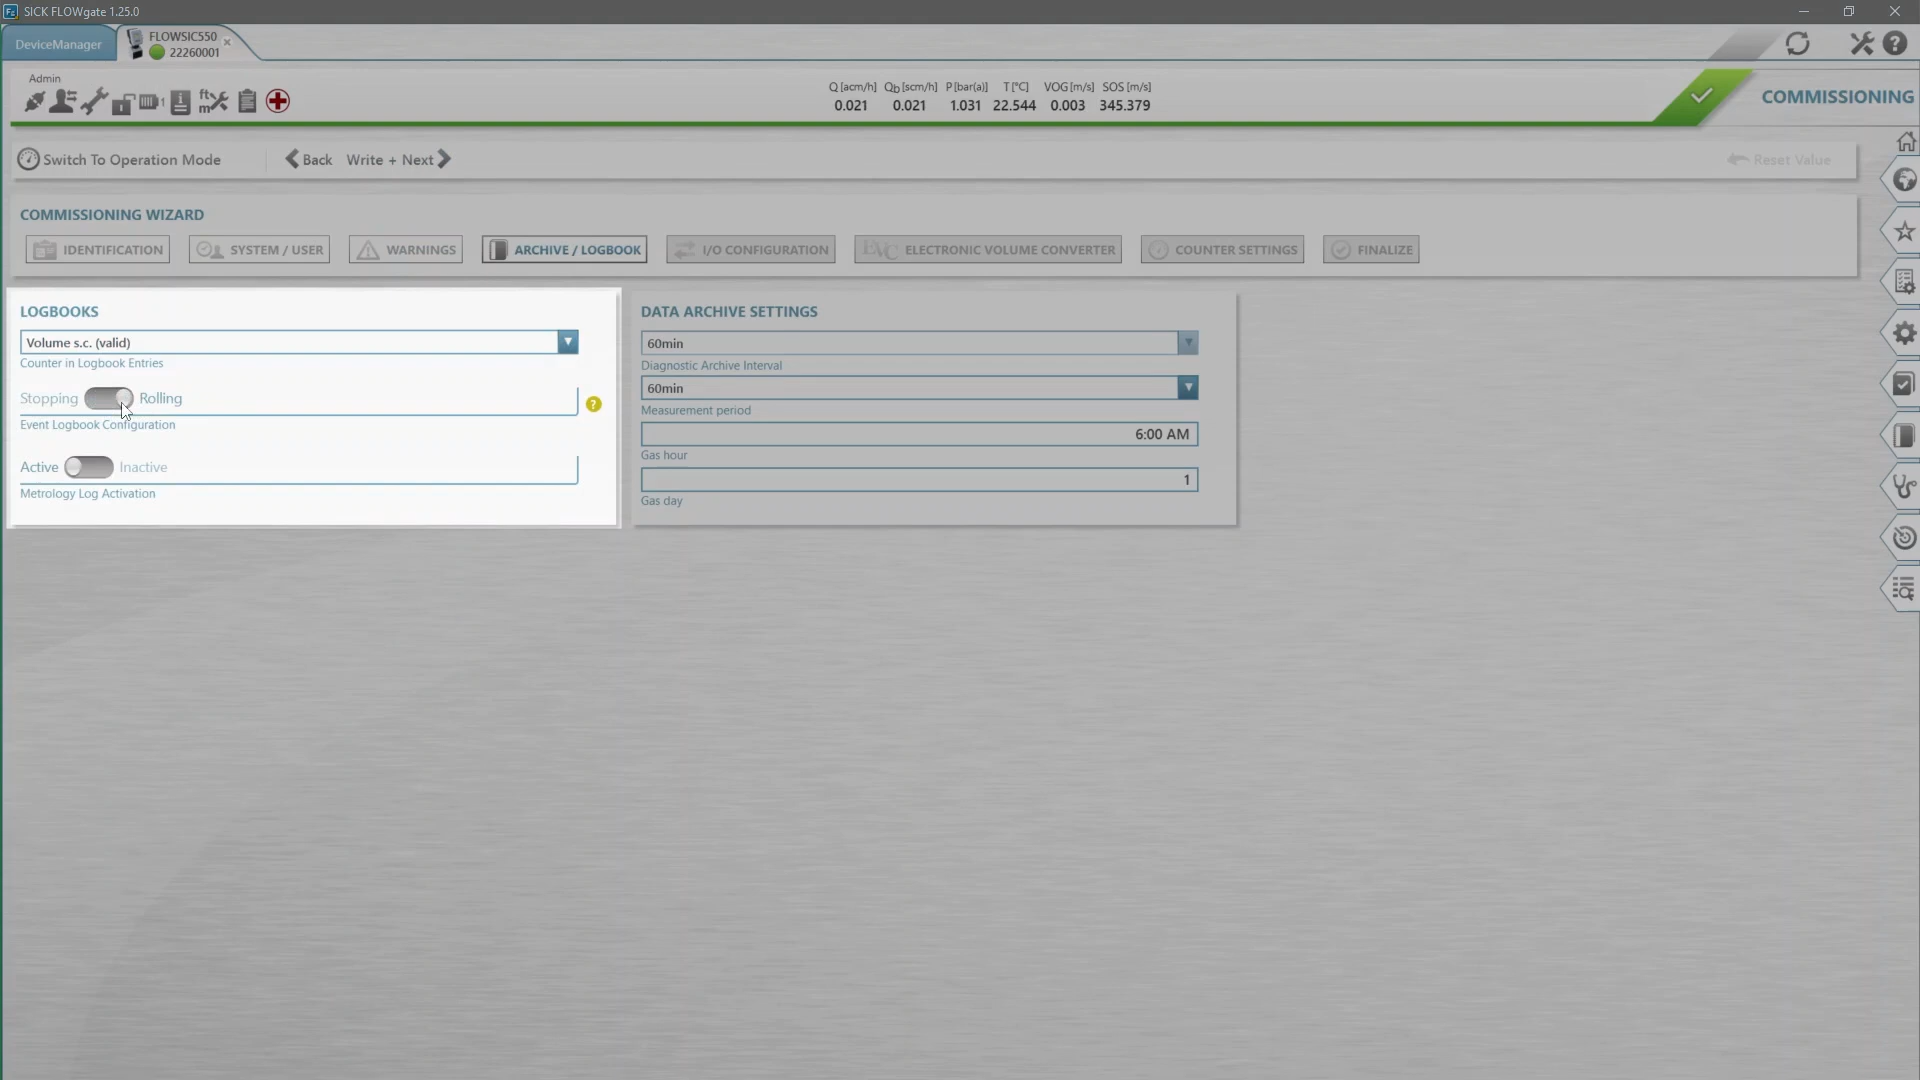 SICK FLOWgate 1.25.0
DeviceManager
FLOWSIC550
22260001
Admin
Q [acm/h] Qb [scm/h] P[bar(a)] T [°C] VOG [m/s] SOS [m/s]
0.021 0.021 1.031 22.544 0.003 345.379
COMMISSIONING
Switch To Operation Mode
Back
Write + Next
Reset Value
COMMISSIONING WIZARD
IDENTIFICATION
SYSTEM / USER
WARNINGS
ARCHIVE / LOGBOOK
I/O CONFIGURATION
EVC ELECTRONIC VOLUME CONVERTER
COUNTER SETTINGS
FINALIZE
LOGBOOKS
Volume s.c. (valid)
Counter in Logbook Entries
Stopping Rolling
?
Event Logbook Configuration
Active Inactive
Metrology Log Activation
DATA ARCHIVE SETTINGS
60min
Diagnostic Archive Interval
60min
Measurement period
6:00 AM
Gas hour
1
Gas day